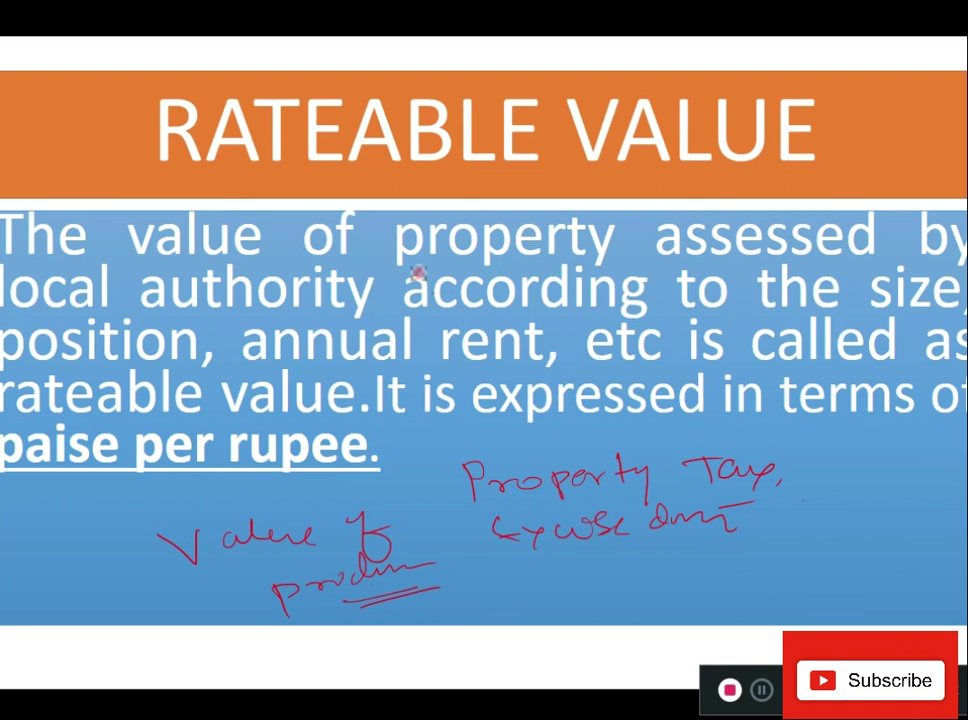 RATEABLE VALUE
The value of property assessed by
local authority according to the size,
position, annual rent, etc is called as
rateable value.It is expressed in terms of
paise per rupee.
Property Tax,
Value of
Subscribe